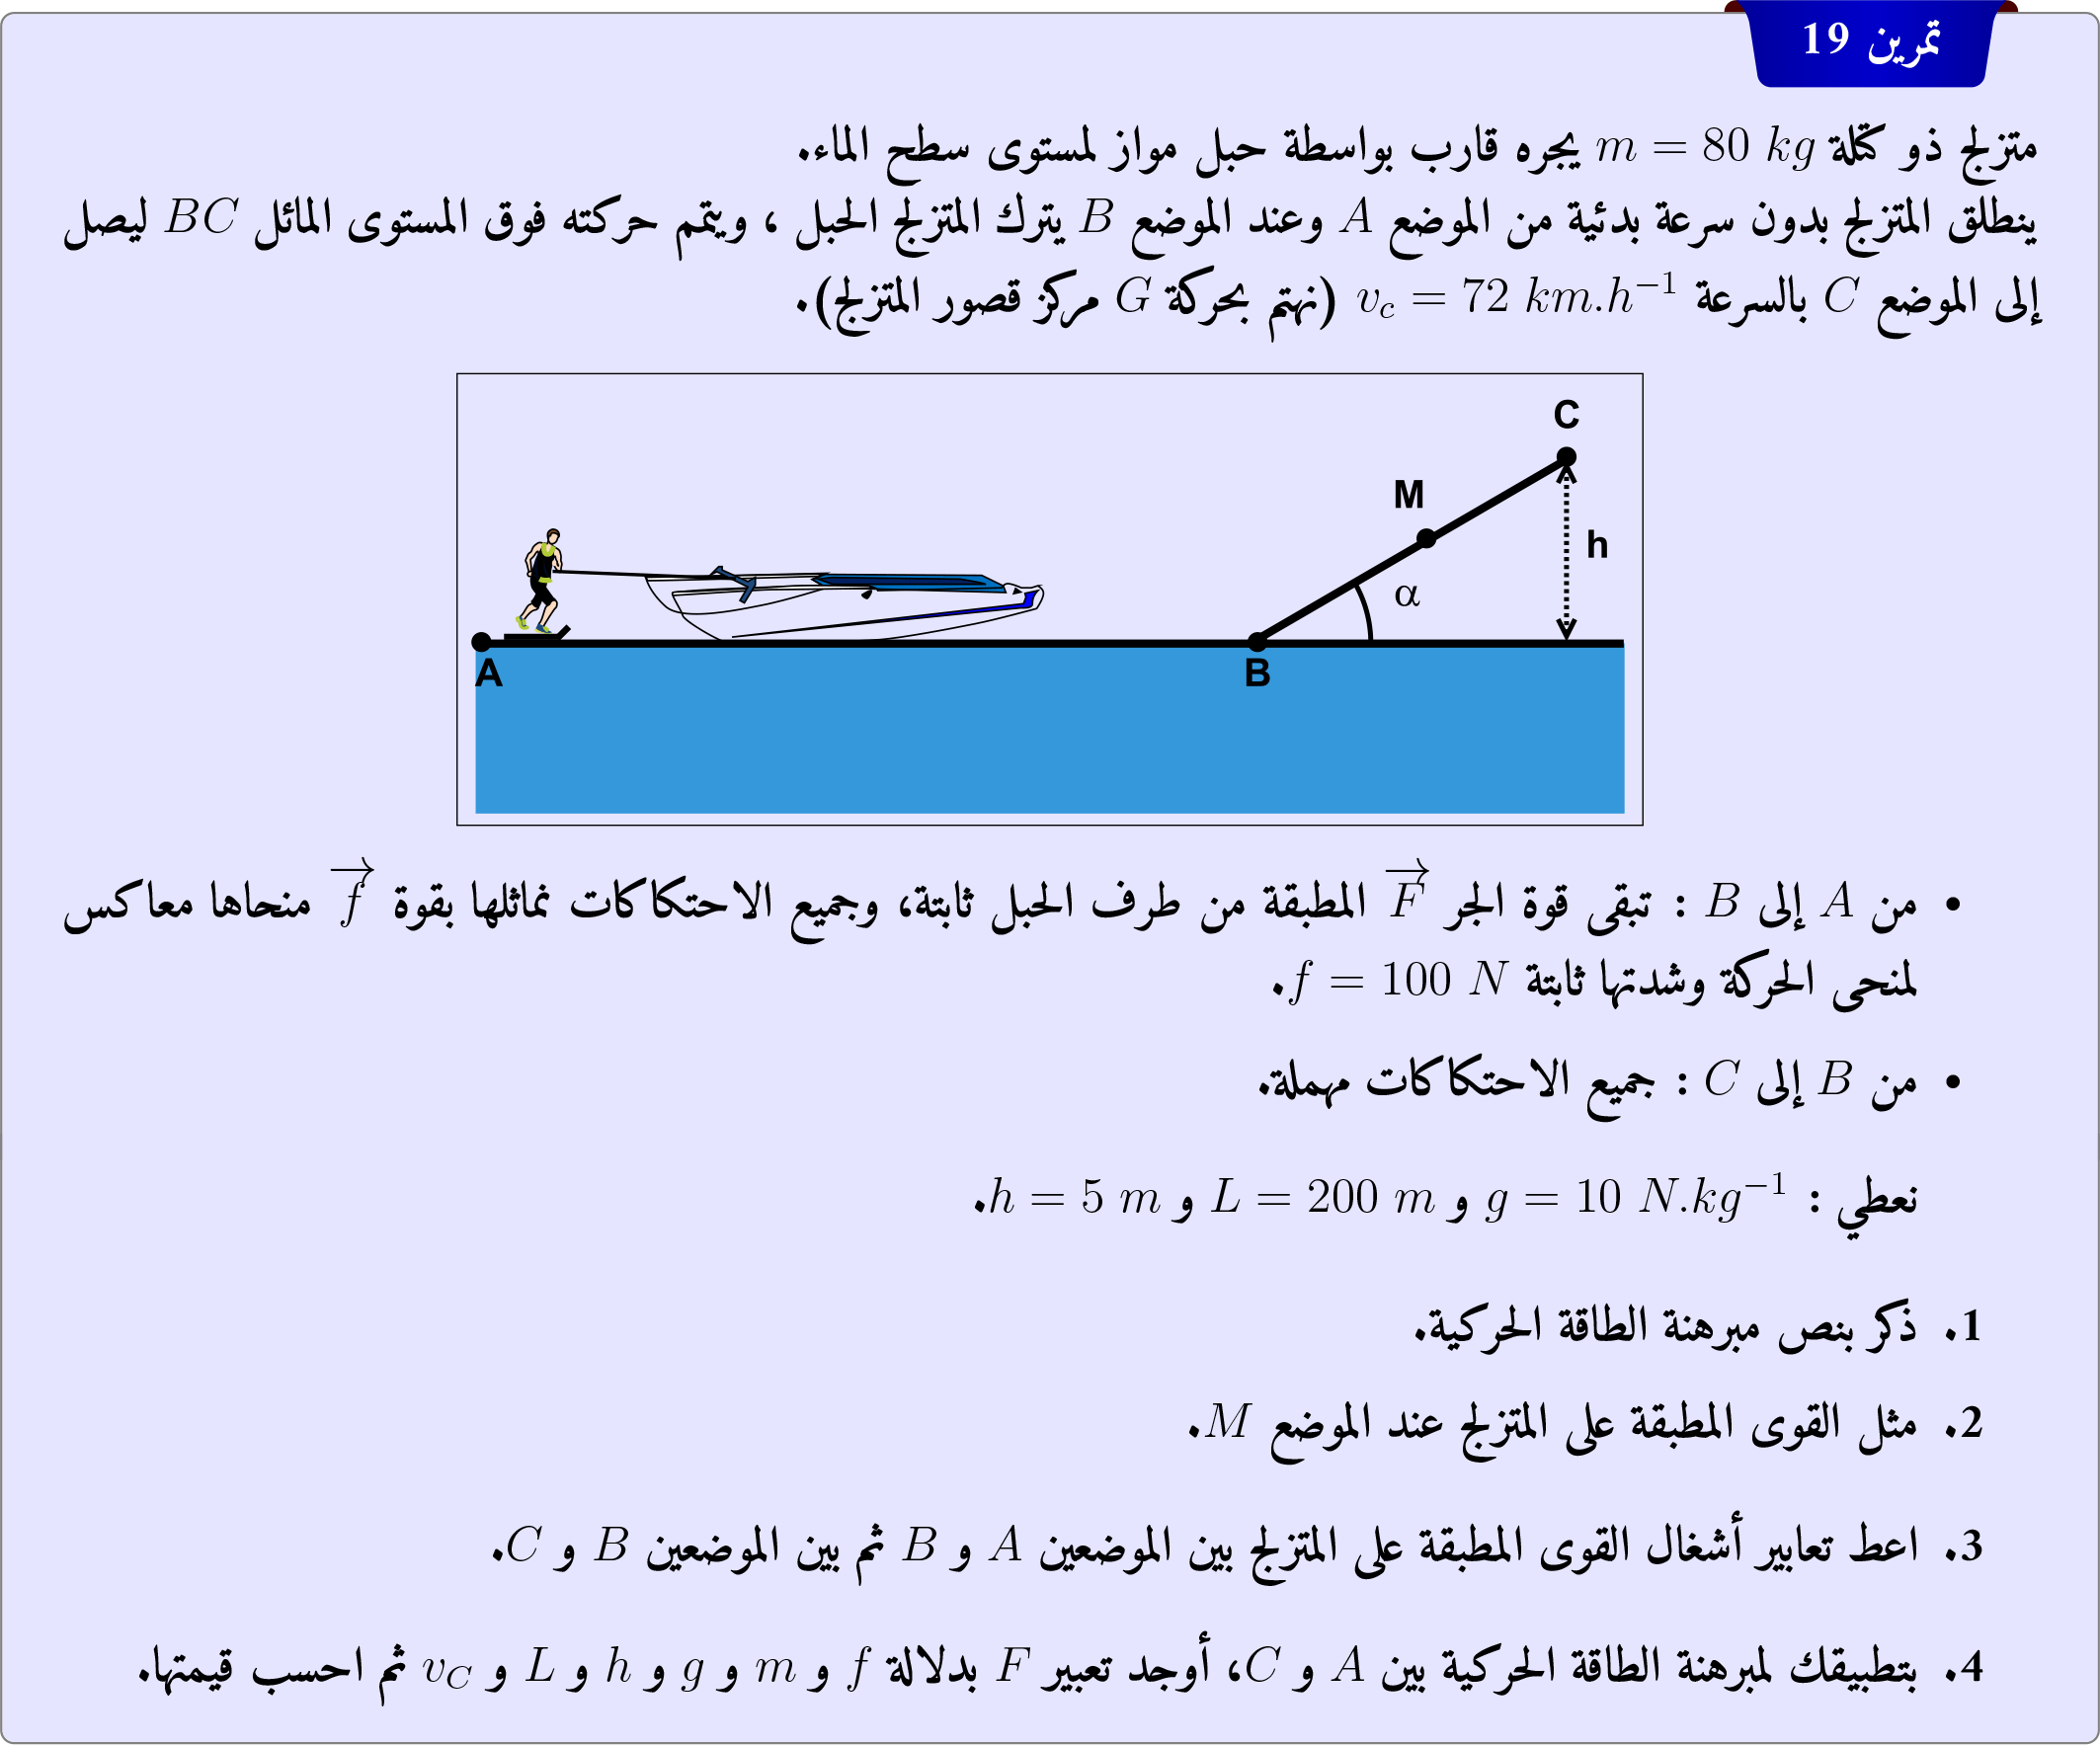 تمرين 19
متزلج ذو كتلة m = 80 kg يجره قارب بواسطة حبل مواز لمستوى سطح الماء.
ينطلق المتزلج بدون سرعة بدئية من الموضع A وعند الموضع B يترك المتزلج الحبل ، ويتمم حركته فوق المستوى المائل BC ليصل
إلى الموضع C بالسرعة v_c = 72 km.h⁻¹ (نهتم بحركة G مركز قصور المتزلج).
C
M
h
α
A
B
• من A إلى B : تبقى قوة الجر \overrightarrow{F} المطبقة من طرف الحبل ثابتة، وجميع الاحتكاكات نماثلها بقوة \overrightarrow{f} منحاها معاكس
لمنحى الحركة وشدتها ثابتة f = 100 N.
• من B إلى C : جميع الاحتكاكات مهملة.
نعطي : g = 10 N.kg⁻¹ و L = 200 m و h = 5 m.
1. ذكر بنص مبرهنة الطاقة الحركية.
2. مثل القوى المطبقة على المتزلج عند الموضع M.
3. اعط تعابير أشغال القوى المطبقة على المتزلج بين الموضعين A و B ثم بين الموضعين B و C.
4. بتطبيقك لمبرهنة الطاقة الحركية بين A و C، أوجد تعبير F بدلالة f و m و g و h و L و v_C ثم احسب قيمتها.